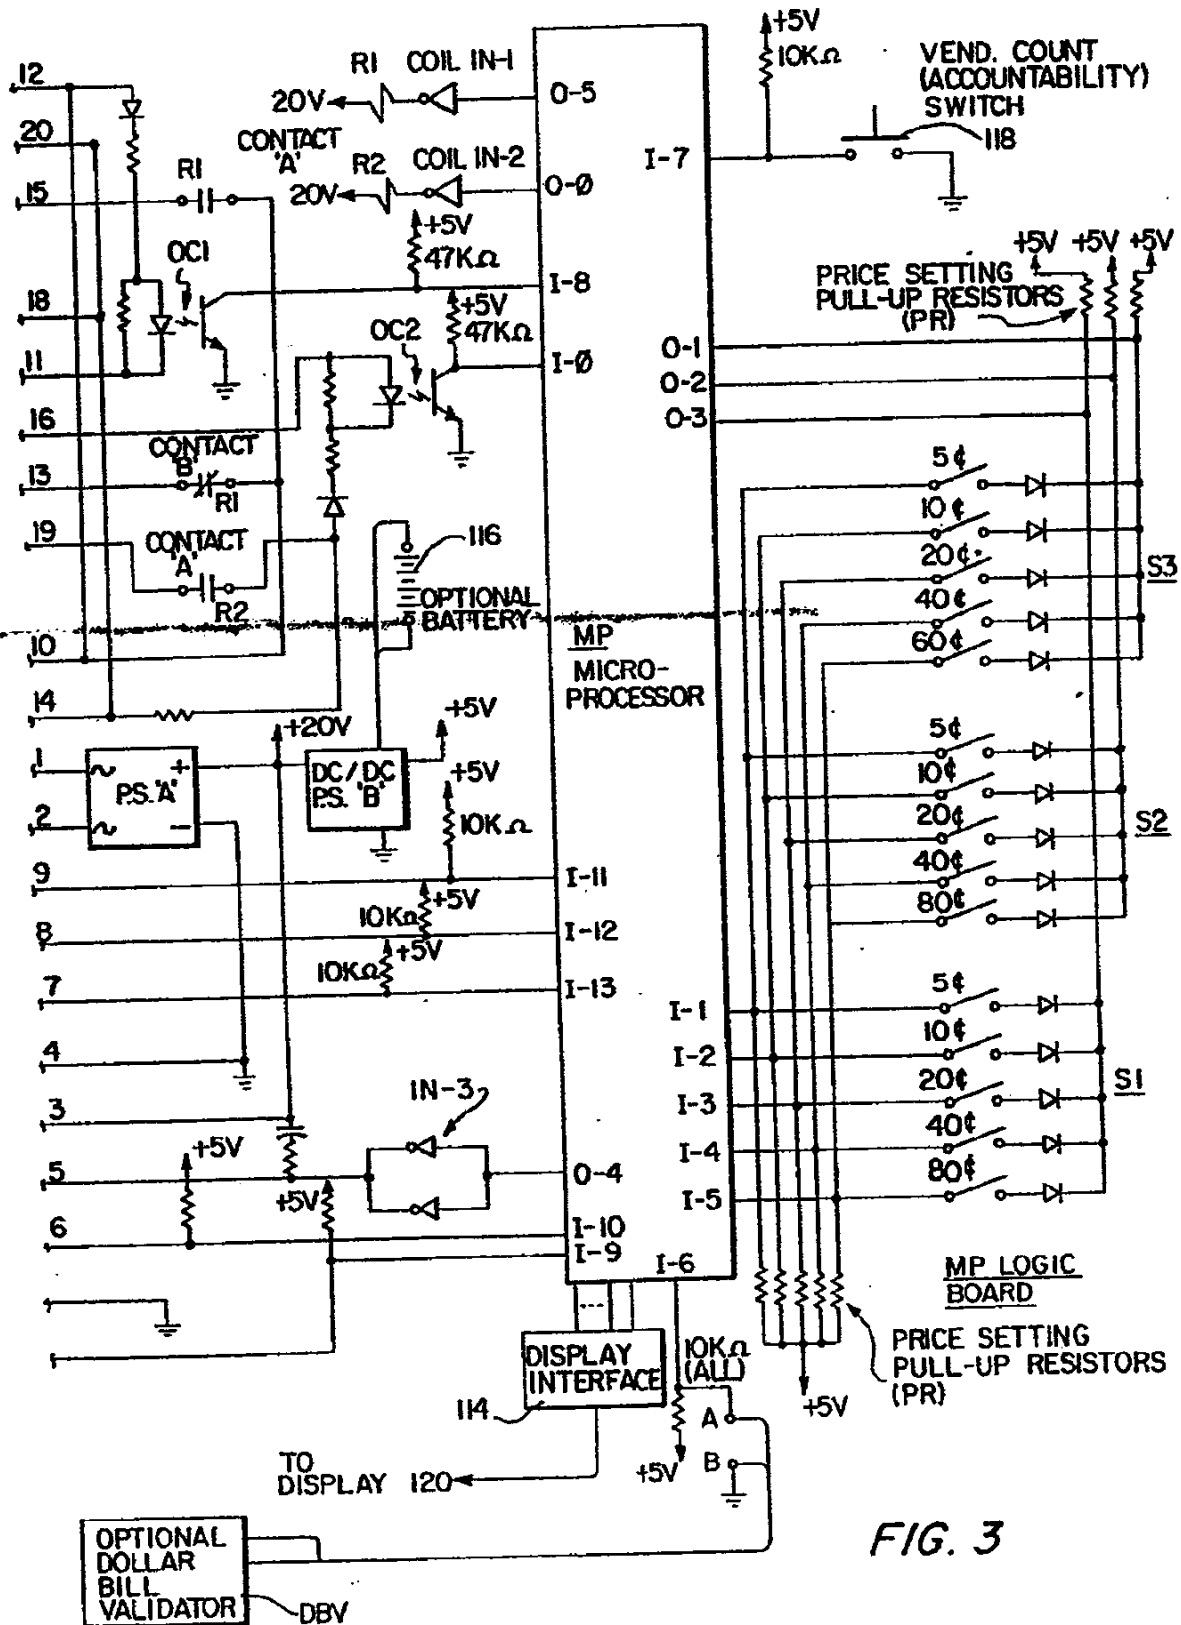 12
20
15
18
11
16
13
19
10
14
1
2
9
8
7
4
3
5
6
R1 COIL IN-1
20V
CONTACT
'A'
R2 COIL IN-2
20V
R1
OC1
+5V
47KΩ
OC2
+5V
47KΩ
CONTACT
'B'
R1
CONTACT
'A'
R2
116
OPTIONAL
BATTERY
+20V
P.S. 'A'
+
−
DC/DC
P.S. 'B'
+5V
+5V
10KΩ
+5V
10KΩ
+5V
10KΩ
IN-3
+5V
+5V
O-5
O-Ø
I-8
I-Ø
MP
MICRO-
PROCESSOR
I-11
I-12
I-13
O-4
I-10
I-9
I-7
O-1
O-2
O-3
I-1
I-2
I-3
I-4
I-5
I-6
+5V
10KΩ
VEND. COUNT
(ACCOUNTABILITY)
SWITCH
118
+5V +5V +5V
PRICE SETTING
PULL-UP RESISTORS
(PR)
5¢
10¢
20¢
40¢
60¢
S3
5¢
10¢
20¢
40¢
80¢
S2
5¢
10¢
20¢
40¢
80¢
S1
MP LOGIC
BOARD
PRICE SETTING
PULL-UP RESISTORS
(PR)
+5V
10KΩ
(ALL)
A
B
+5V
DISPLAY
INTERFACE
114
TO
DISPLAY 120
OPTIONAL
DOLLAR
BILL
VALIDATOR
DBV
FIG. 3